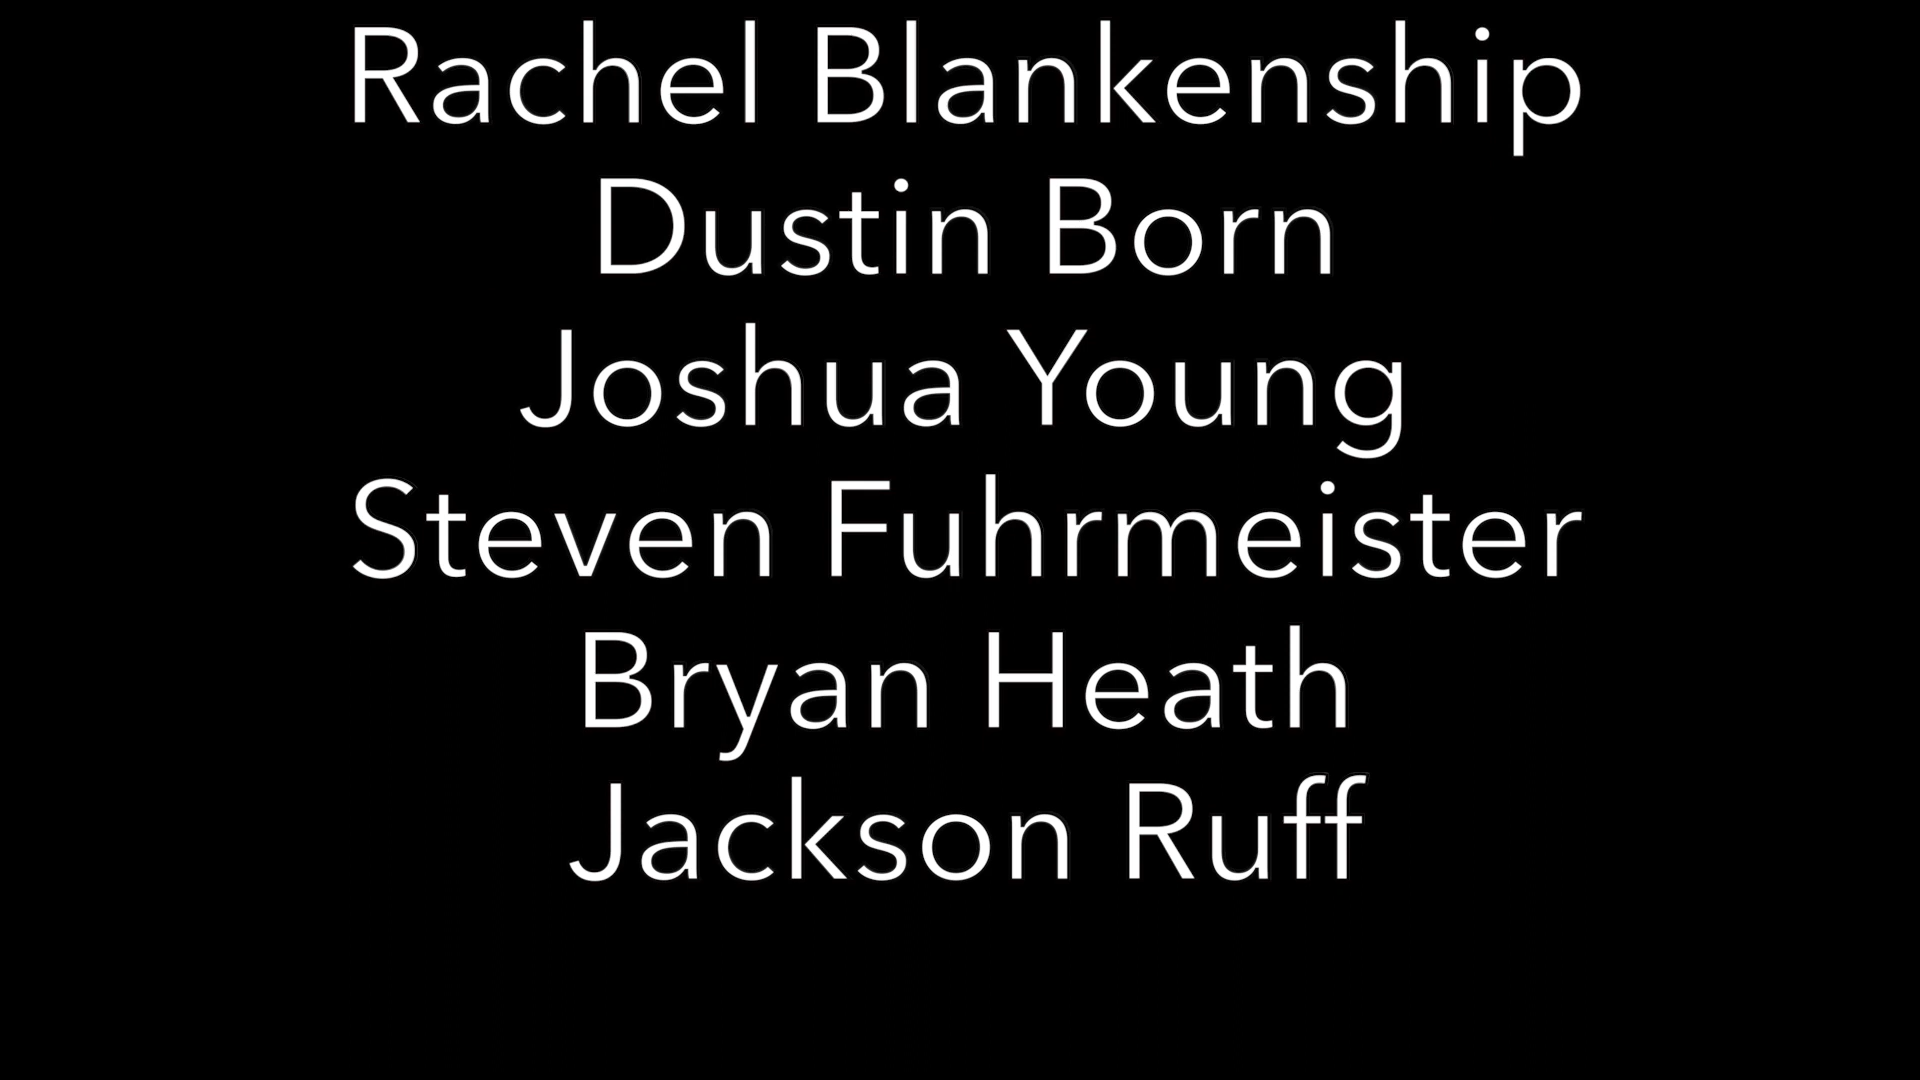 Rachel Blankenship
Dustin Born
Joshua Young
Steven Fuhrmeister
Bryan Heath
Jackson Ruff